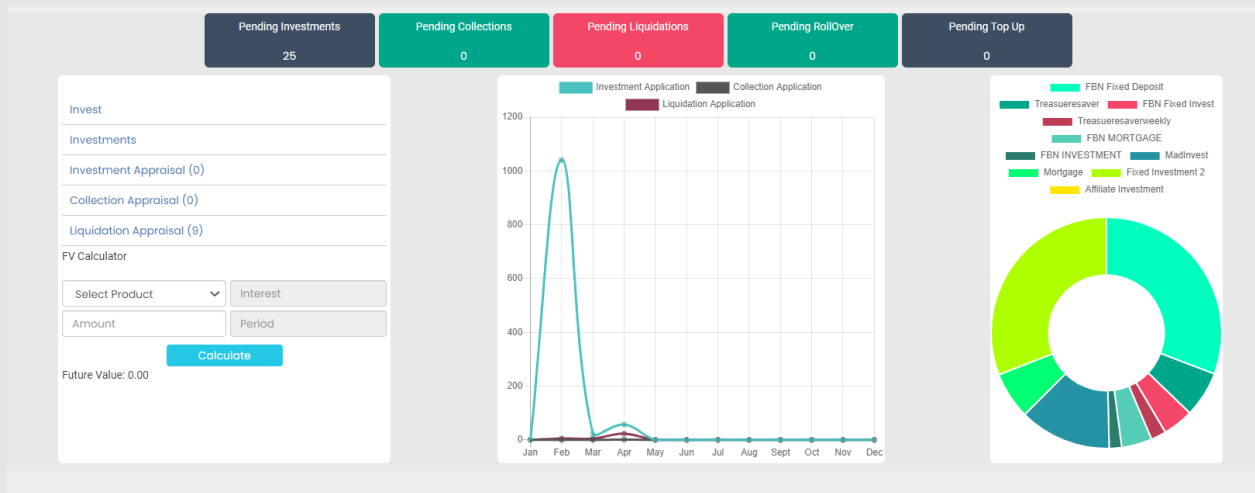 Pending Investments
25
Pending Collections
0
Pending Liquidations
0
Pending RollOver
0
Pending Top Up
0
Invest
Investments
Investment Appraisal (0)
Collection Appraisal (0)
Liquidation Appraisal (9)
FV Calculator
Select Product
Interest
Amount
Period
Calculate
Future Value: 0.00
Investment Application Collection Application
Liquidation Application
1200
1000
800
600
400
200
0
Jan Feb Mar Apr May Jun Jul Aug Sept Oct Nov Dec
FBN Fixed Deposit
Treasueresaver FBN Fixed Invest
Treasueresaverweekly
FBN MORTGAGE
FBN INVESTMENT MadInvest
Mortgage Fixed Investment 2
Affiliate Investment